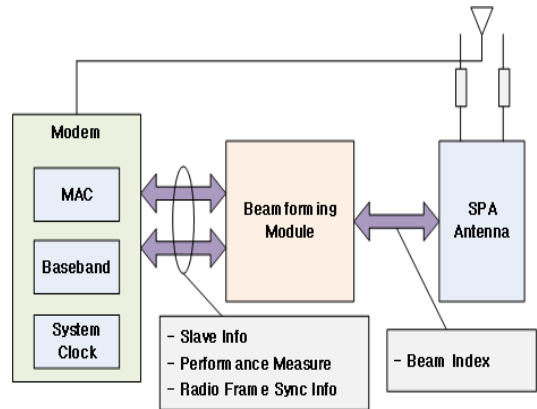 Modem
MAC
Baseband
System
Clock
Beamforming
Module
SPA
Antenna
- Slave Info
- Performance Measure
- Radio Frame Sync Info
- Beam Index